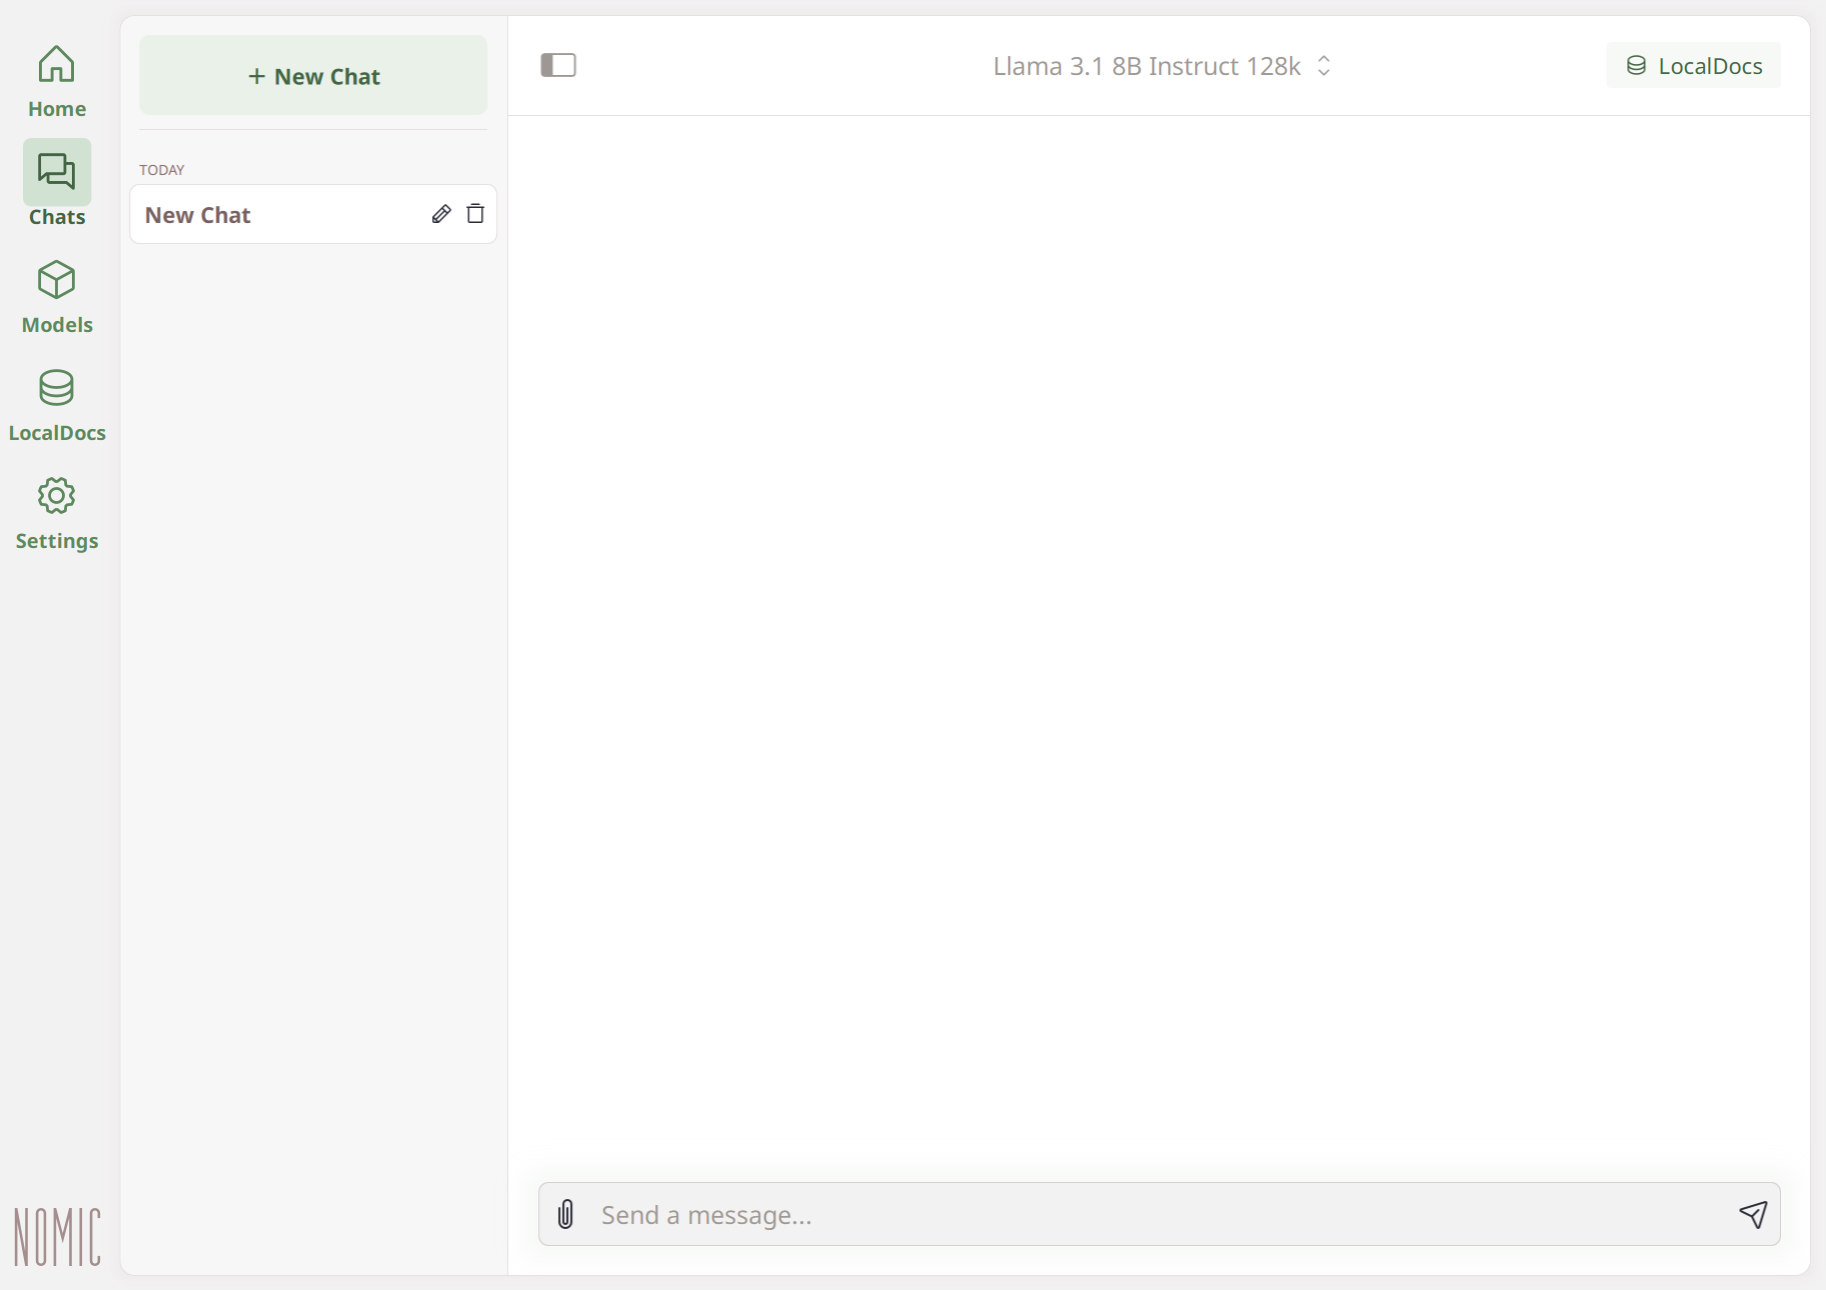 Home
Chats
Models
LocalDocs
Settings
NOMIC
+ New Chat
TODAY
New Chat
Llama 3.1 8B Instruct 128k
LocalDocs
Send a message...